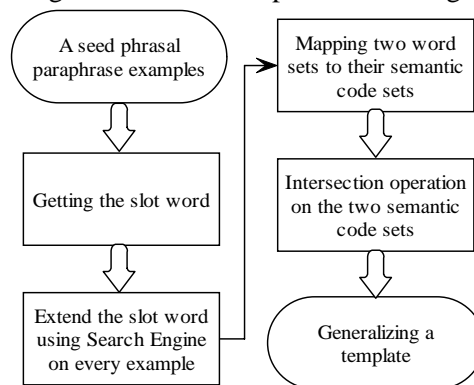 A seed phrasal
paraphrase examples
Getting the slot word
Extend the slot word
using Search Engine
on every example
Mapping two word
sets to their semantic
code sets
Intersection operation
on the two semantic
code sets
Generalizing a
template